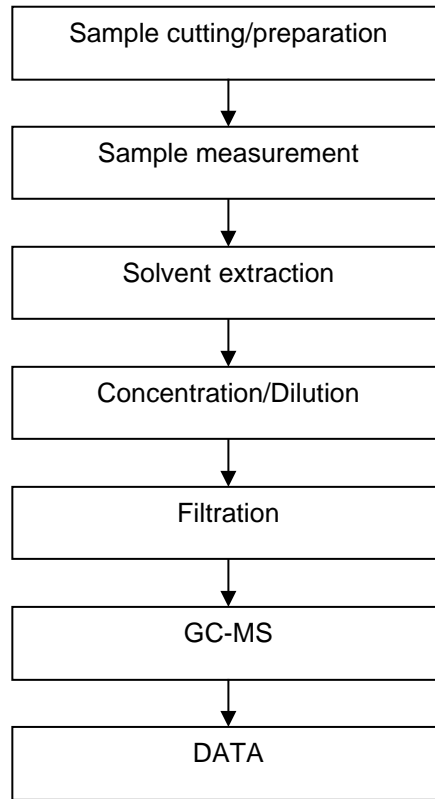 Sample cutting/preparation
Sample measurement
Solvent extraction
Concentration/Dilution
Filtration
GC-MS
DATA